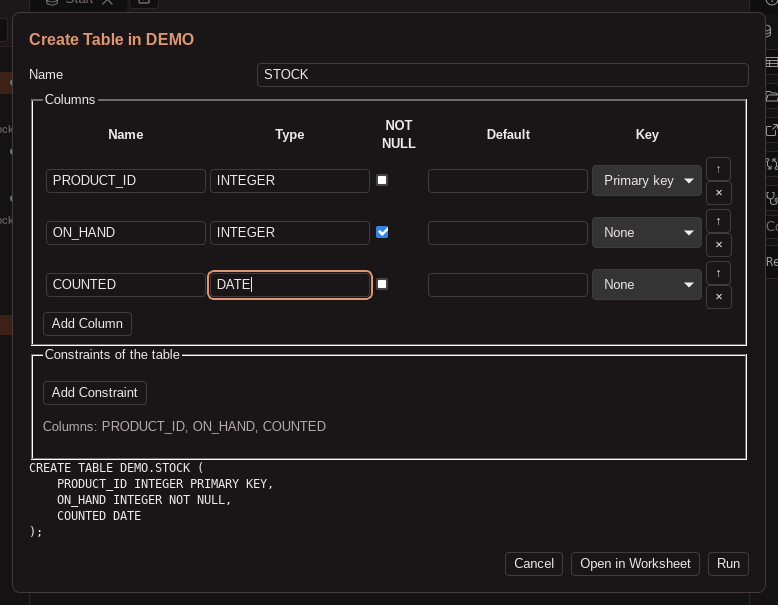 Start
Create Table in DEMO
Name STOCK
Columns
Name Type NOT NULL Default Key
PRODUCT_ID INTEGER Primary key ↑
×
ON_HAND INTEGER None ↑
×
COUNTED DATE None ↑
×
Add Column
Constraints of the table
Add Constraint
Columns: PRODUCT_ID, ON_HAND, COUNTED
CREATE TABLE DEMO.STOCK (
    PRODUCT_ID INTEGER PRIMARY KEY,
    ON_HAND INTEGER NOT NULL,
    COUNTED DATE
);
Cancel Open in Worksheet Run